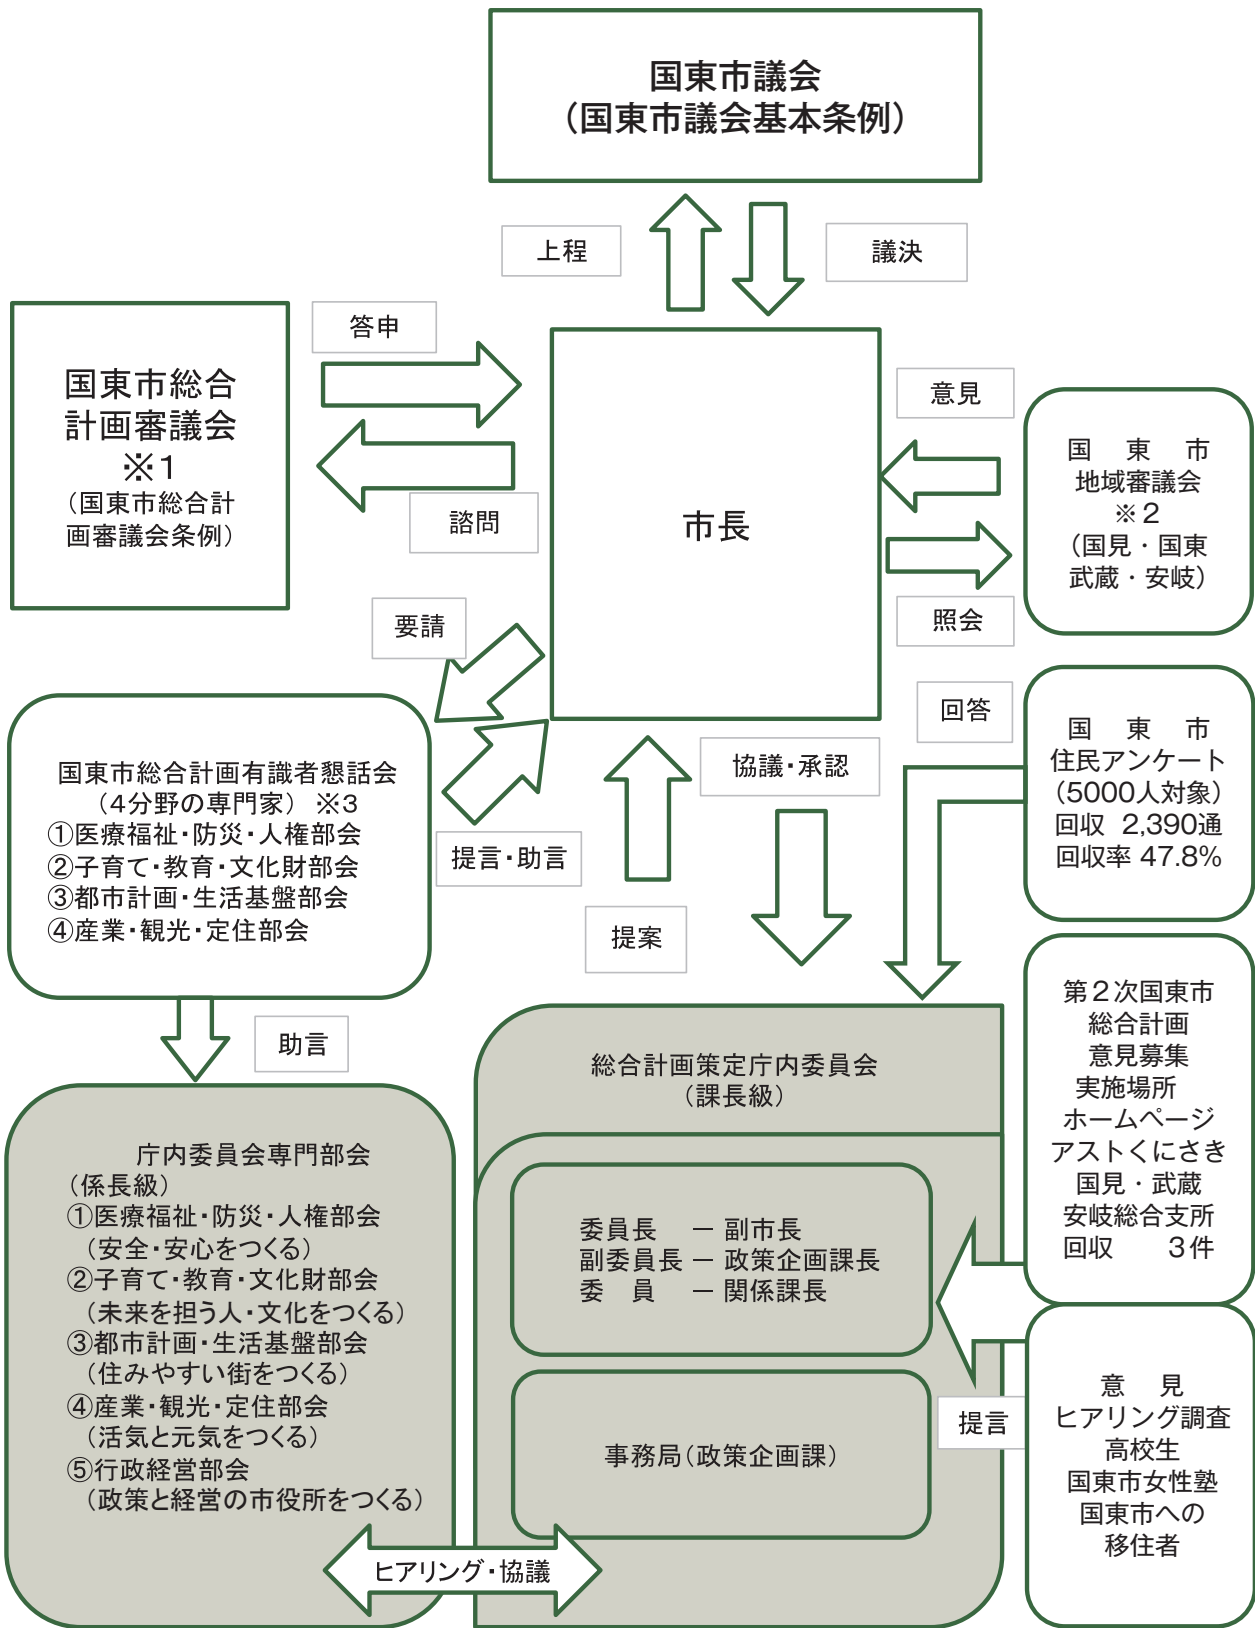 国東市議会
（国東市議会基本条例）
上程
議決
答申
国東市総合
計画審議会
※1
（国東市総合計
画審議会条例）
諮問
市長
意見
国　東　市
地域審議会
※２
（国見・国東
武蔵・安岐）
照会
要請
国東市総合計画有識者懇話会
（４分野の専門家）※3
①医療福祉・防災・人権部会
②子育て・教育・文化財部会
③都市計画・生活基盤部会
④産業・観光・定住部会
提言・助言
提案
協議・承認
回答
国　東　市
住民アンケート
（5000人対象）
回収 2,390通
回収率 47.8%
助言
庁内委員会専門部会
（係長級）
①医療福祉・防災・人権部会
（安全・安心をつくる）
②子育て・教育・文化財部会
（未来を担う人・文化をつくる）
③都市計画・生活基盤部会
（住みやすい街をつくる）
④産業・観光・定住部会
（活気と元気をつくる）
⑤行政経営部会
（政策と経営の市役所をつくる）
総合計画策定庁内委員会
（課長級）
委員長　－ 副市長
副委員長 － 政策企画課長
委　員　－ 関係課長
事務局（政策企画課）
ヒアリング・協議
第２次国東市
総合計画
意見募集
実施場所
ホームページ
アストくにさき
国見・武蔵
安岐総合支所
回収　　３件
提言
意　見
ヒアリング調査
高校生
国東市女性塾
国東市への
移住者